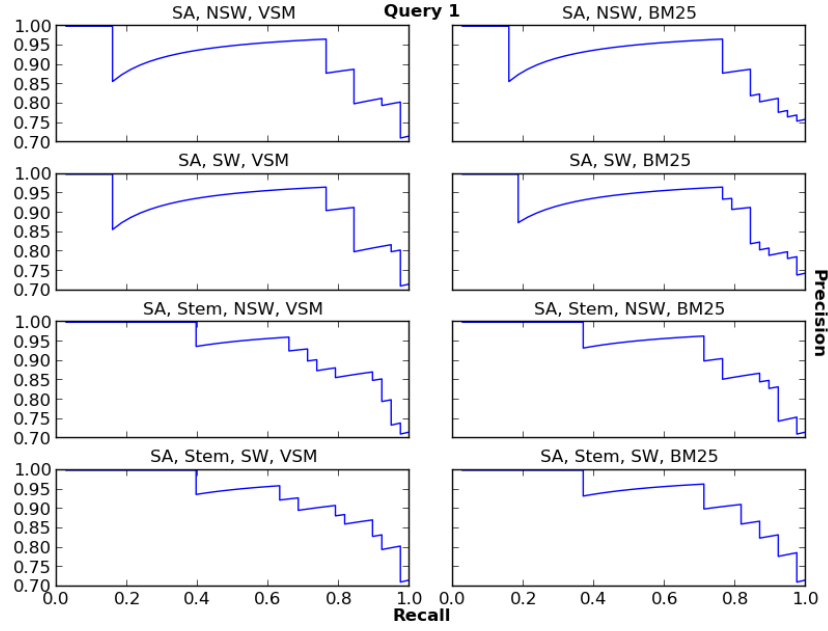 Query 1
SA, NSW, VSM
SA, NSW, BM25
1.00
0.95
0.90
0.85
0.80
0.75
0.70
SA, SW, VSM
SA, SW, BM25
1.00
0.95
0.90
0.85
0.80
0.75
0.70
SA, Stem, NSW, VSM
SA, Stem, NSW, BM25
1.00
0.95
0.90
0.85
0.80
0.75
0.70
SA, Stem, SW, VSM
SA, Stem, SW, BM25
1.00
0.95
0.90
0.85
0.80
0.75
0.70
0.0 0.2 0.4 0.6 0.8 1.0
0.0 0.2 0.4 0.6 0.8 1.0
Recall
Precision